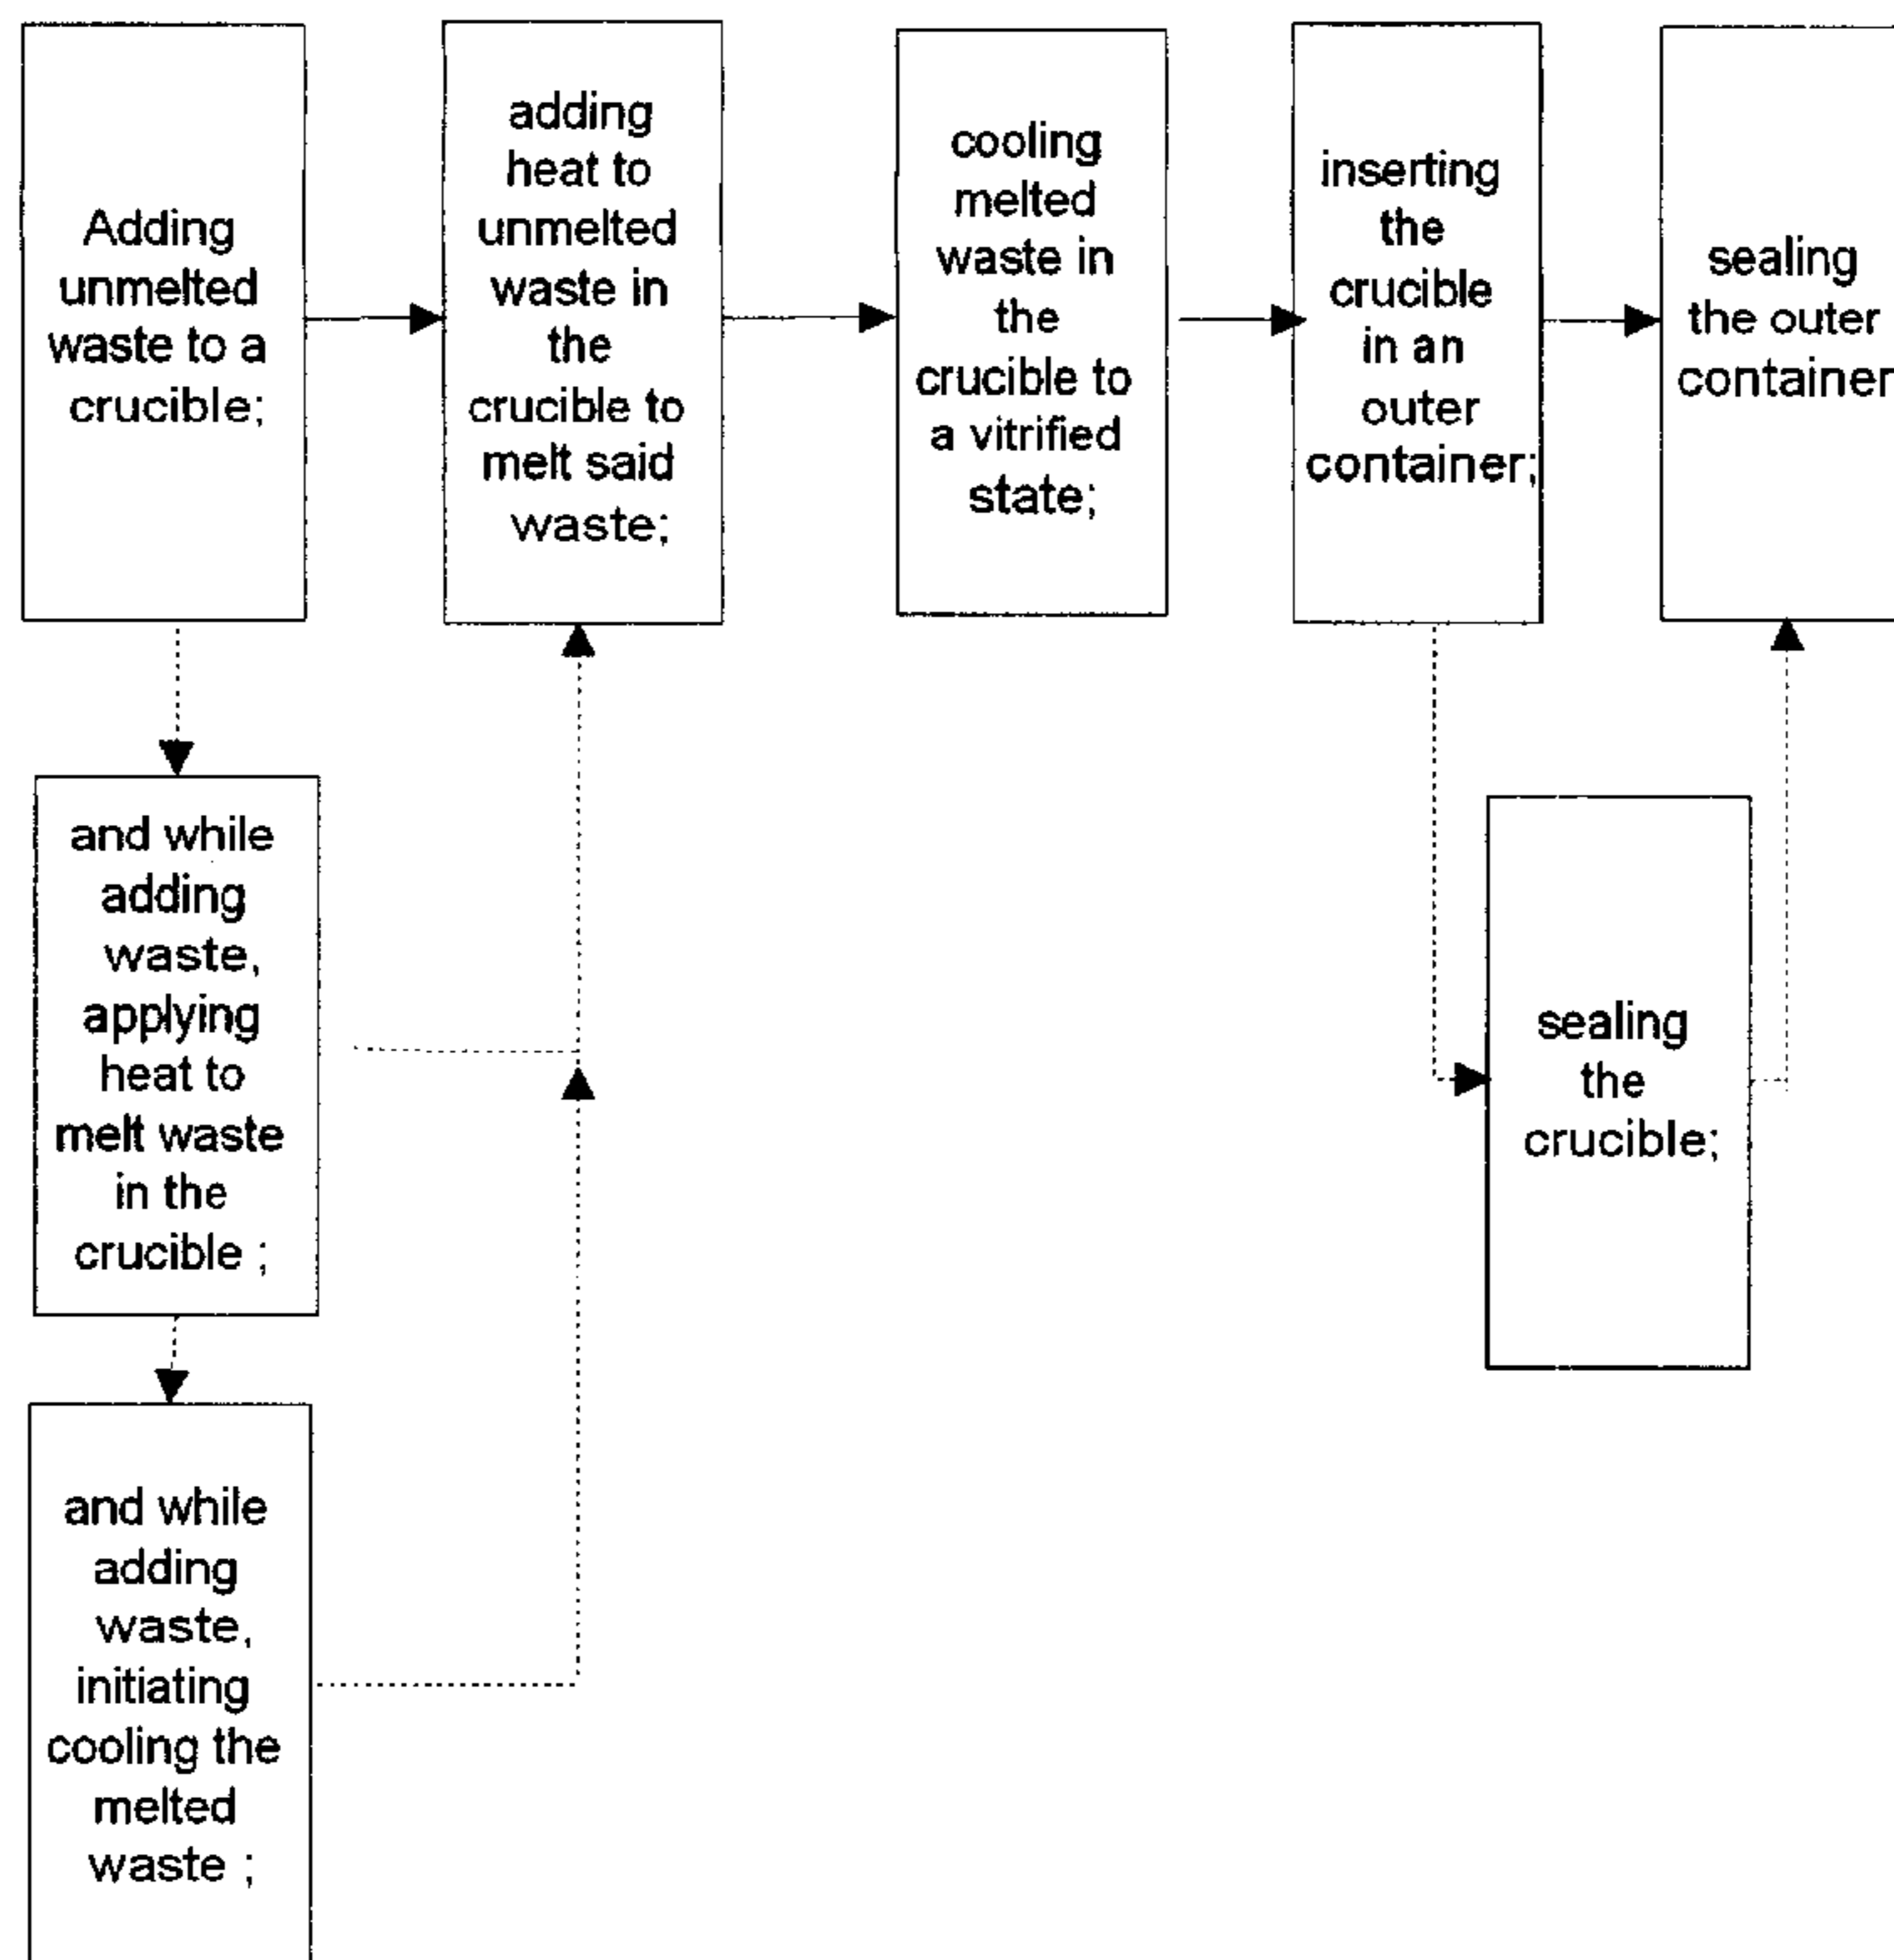 Adding
unmelted
waste to a
crucible;
adding
heat to
unmelted
waste in
the
crucible to
melt said
waste;
cooling
melted
waste in
the
crucible to
a vitrified
state;
inserting
the
crucible
in an
outer
container;
sealing
the outer
container
and while
adding
waste,
applying
heat to
melt waste
in the
crucible ;
sealing
the
crucible;
and while
adding
waste,
initiating
cooling the
melted
waste ;